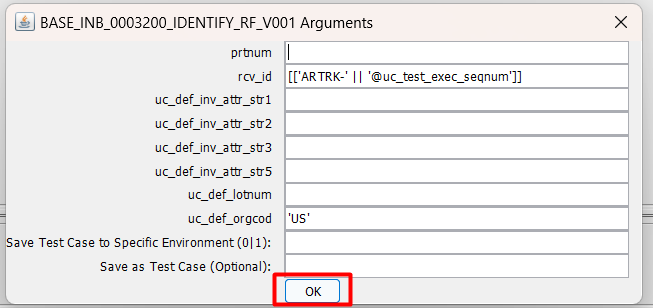 BASE_INB_0003200_IDENTIFY_RF_V001 Arguments
prtnum
rcv_id [['ARTRK-' || '@uc_test_exec_seqnum']]
uc_def_inv_attr_str1
uc_def_inv_attr_str2
uc_def_inv_attr_str3
uc_def_inv_attr_str5
uc_def_lotnum
uc_def_orgcod 'US'
Save Test Case to Specific Environment (0|1):
Save as Test Case (Optional):
OK